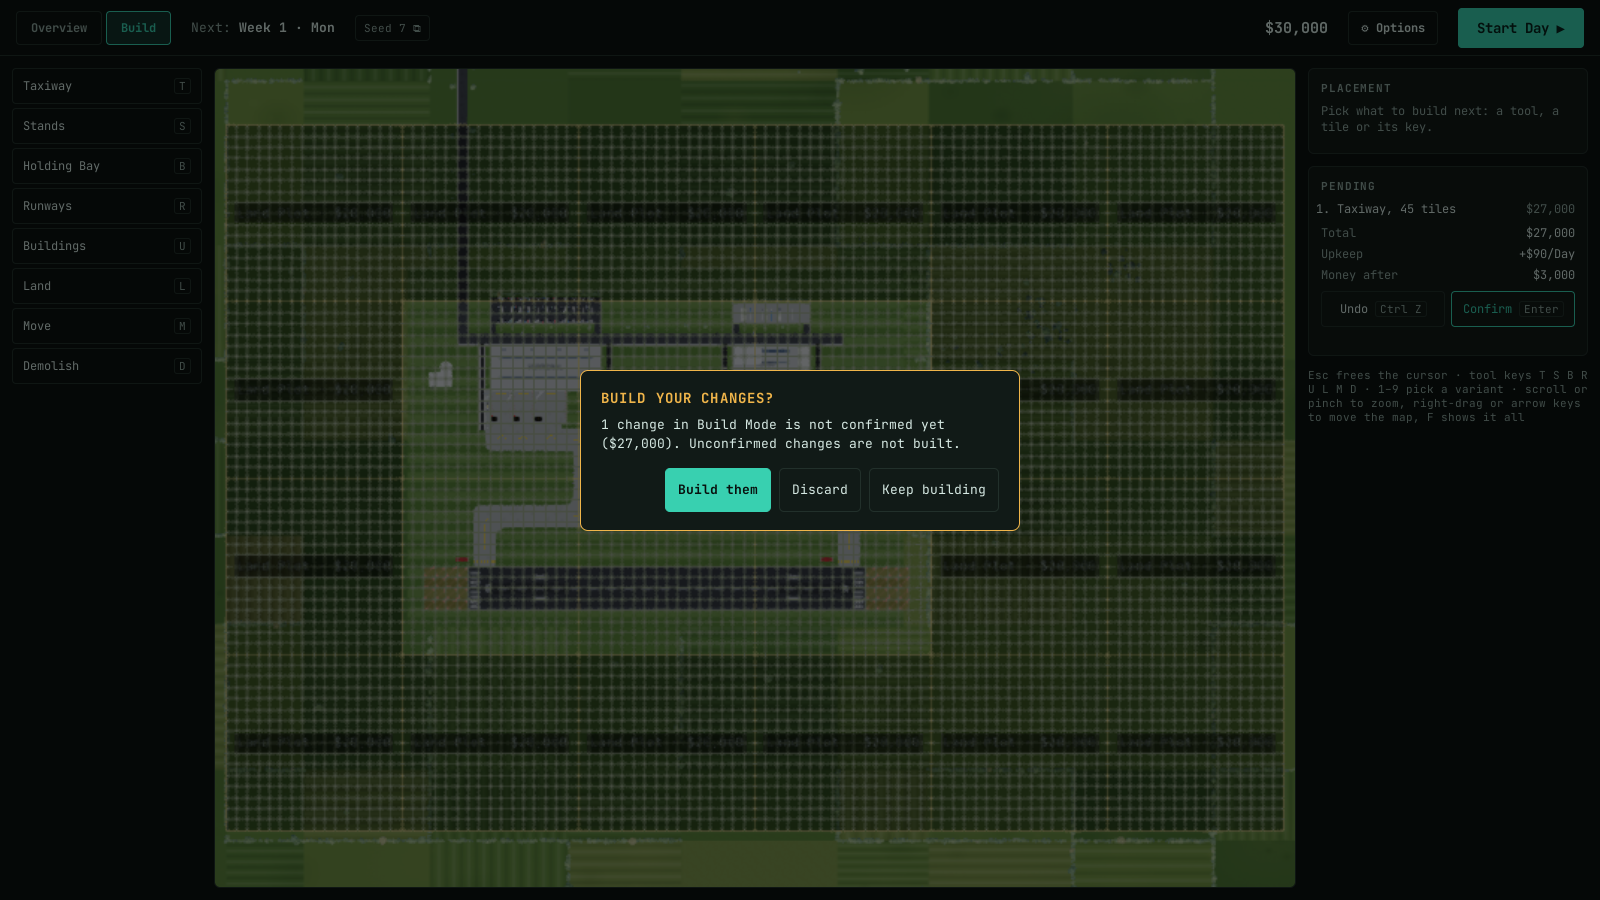 Overview
Build
Next: Week 1 · Mon
Seed 7
$30,000
⚙ Options
Start Day ▶
Taxiway T
Stands S
Holding Bay B
Runways R
Buildings U
Land L
Move M
Demolish D
BUILD YOUR CHANGES?
1 change in Build Mode is not confirmed yet
($27,000). Unconfirmed changes are not built.
Build them
Discard
Keep building
PLACEMENT
Pick what to build next: a tool, a
tile or its key.
PENDING
1. Taxiway, 45 tiles $27,000
Total $27,000
Upkeep +$90/Day
Money after $3,000
Undo Ctrl Z
Confirm Enter
Esc frees the cursor · tool keys T S B R
U L M D · 1–9 pick a variant · scroll or
pinch to zoom, right-drag or arrow keys
to move the map, F shows it all